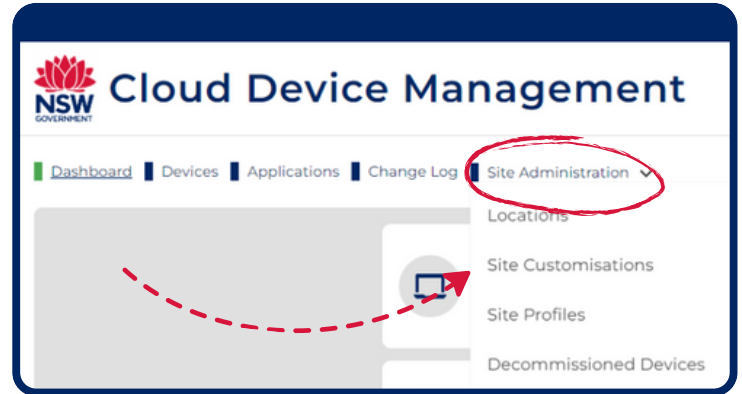 NSW
GOVERNMENT
Cloud Device Management
Dashboard Devices Applications Change Log Site Administration
Locations
Site Customisations
Site Profiles
Decommissioned Devices